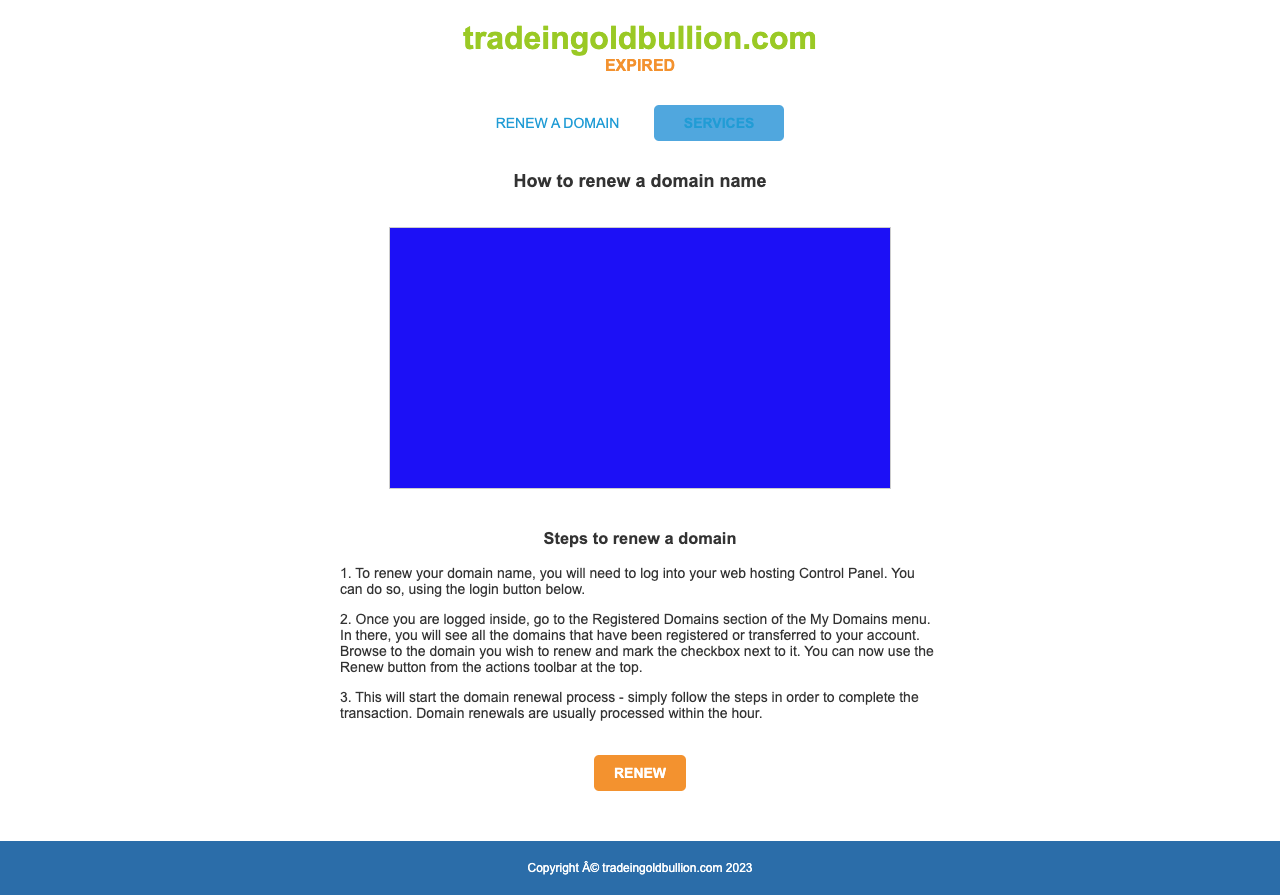 tradeingoldbullion.com
EXPIRED
RENEW A DOMAIN
SERVICES
How to renew a domain name
Steps to renew a domain
1. To renew your domain name, you will need to log into your web hosting Control Panel. You
can do so, using the login button below.
2. Once you are logged inside, go to the Registered Domains section of the My Domains menu.
In there, you will see all the domains that have been registered or transferred to your account.
Browse to the domain you wish to renew and mark the checkbox next to it. You can now use the
Renew button from the actions toolbar at the top.
3. This will start the domain renewal process - simply follow the steps in order to complete the
transaction. Domain renewals are usually processed within the hour.
RENEW
Copyright Â© tradeingoldbullion.com 2023